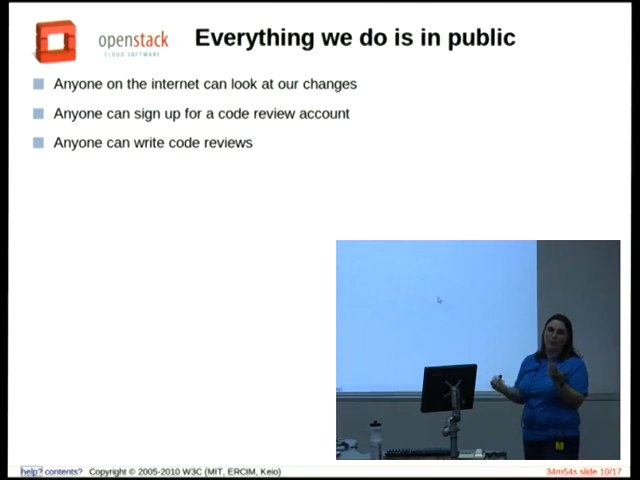 openstack
CLOUD SOFTWARE
Everything we do is in public
Anyone on the internet can look at our changes
Anyone can sign up for a code review account
Anyone can write code reviews
help? contents? Copyright © 2005-2010 W3C (MIT, ERCIM, Keio)
34m54s slide 10/17